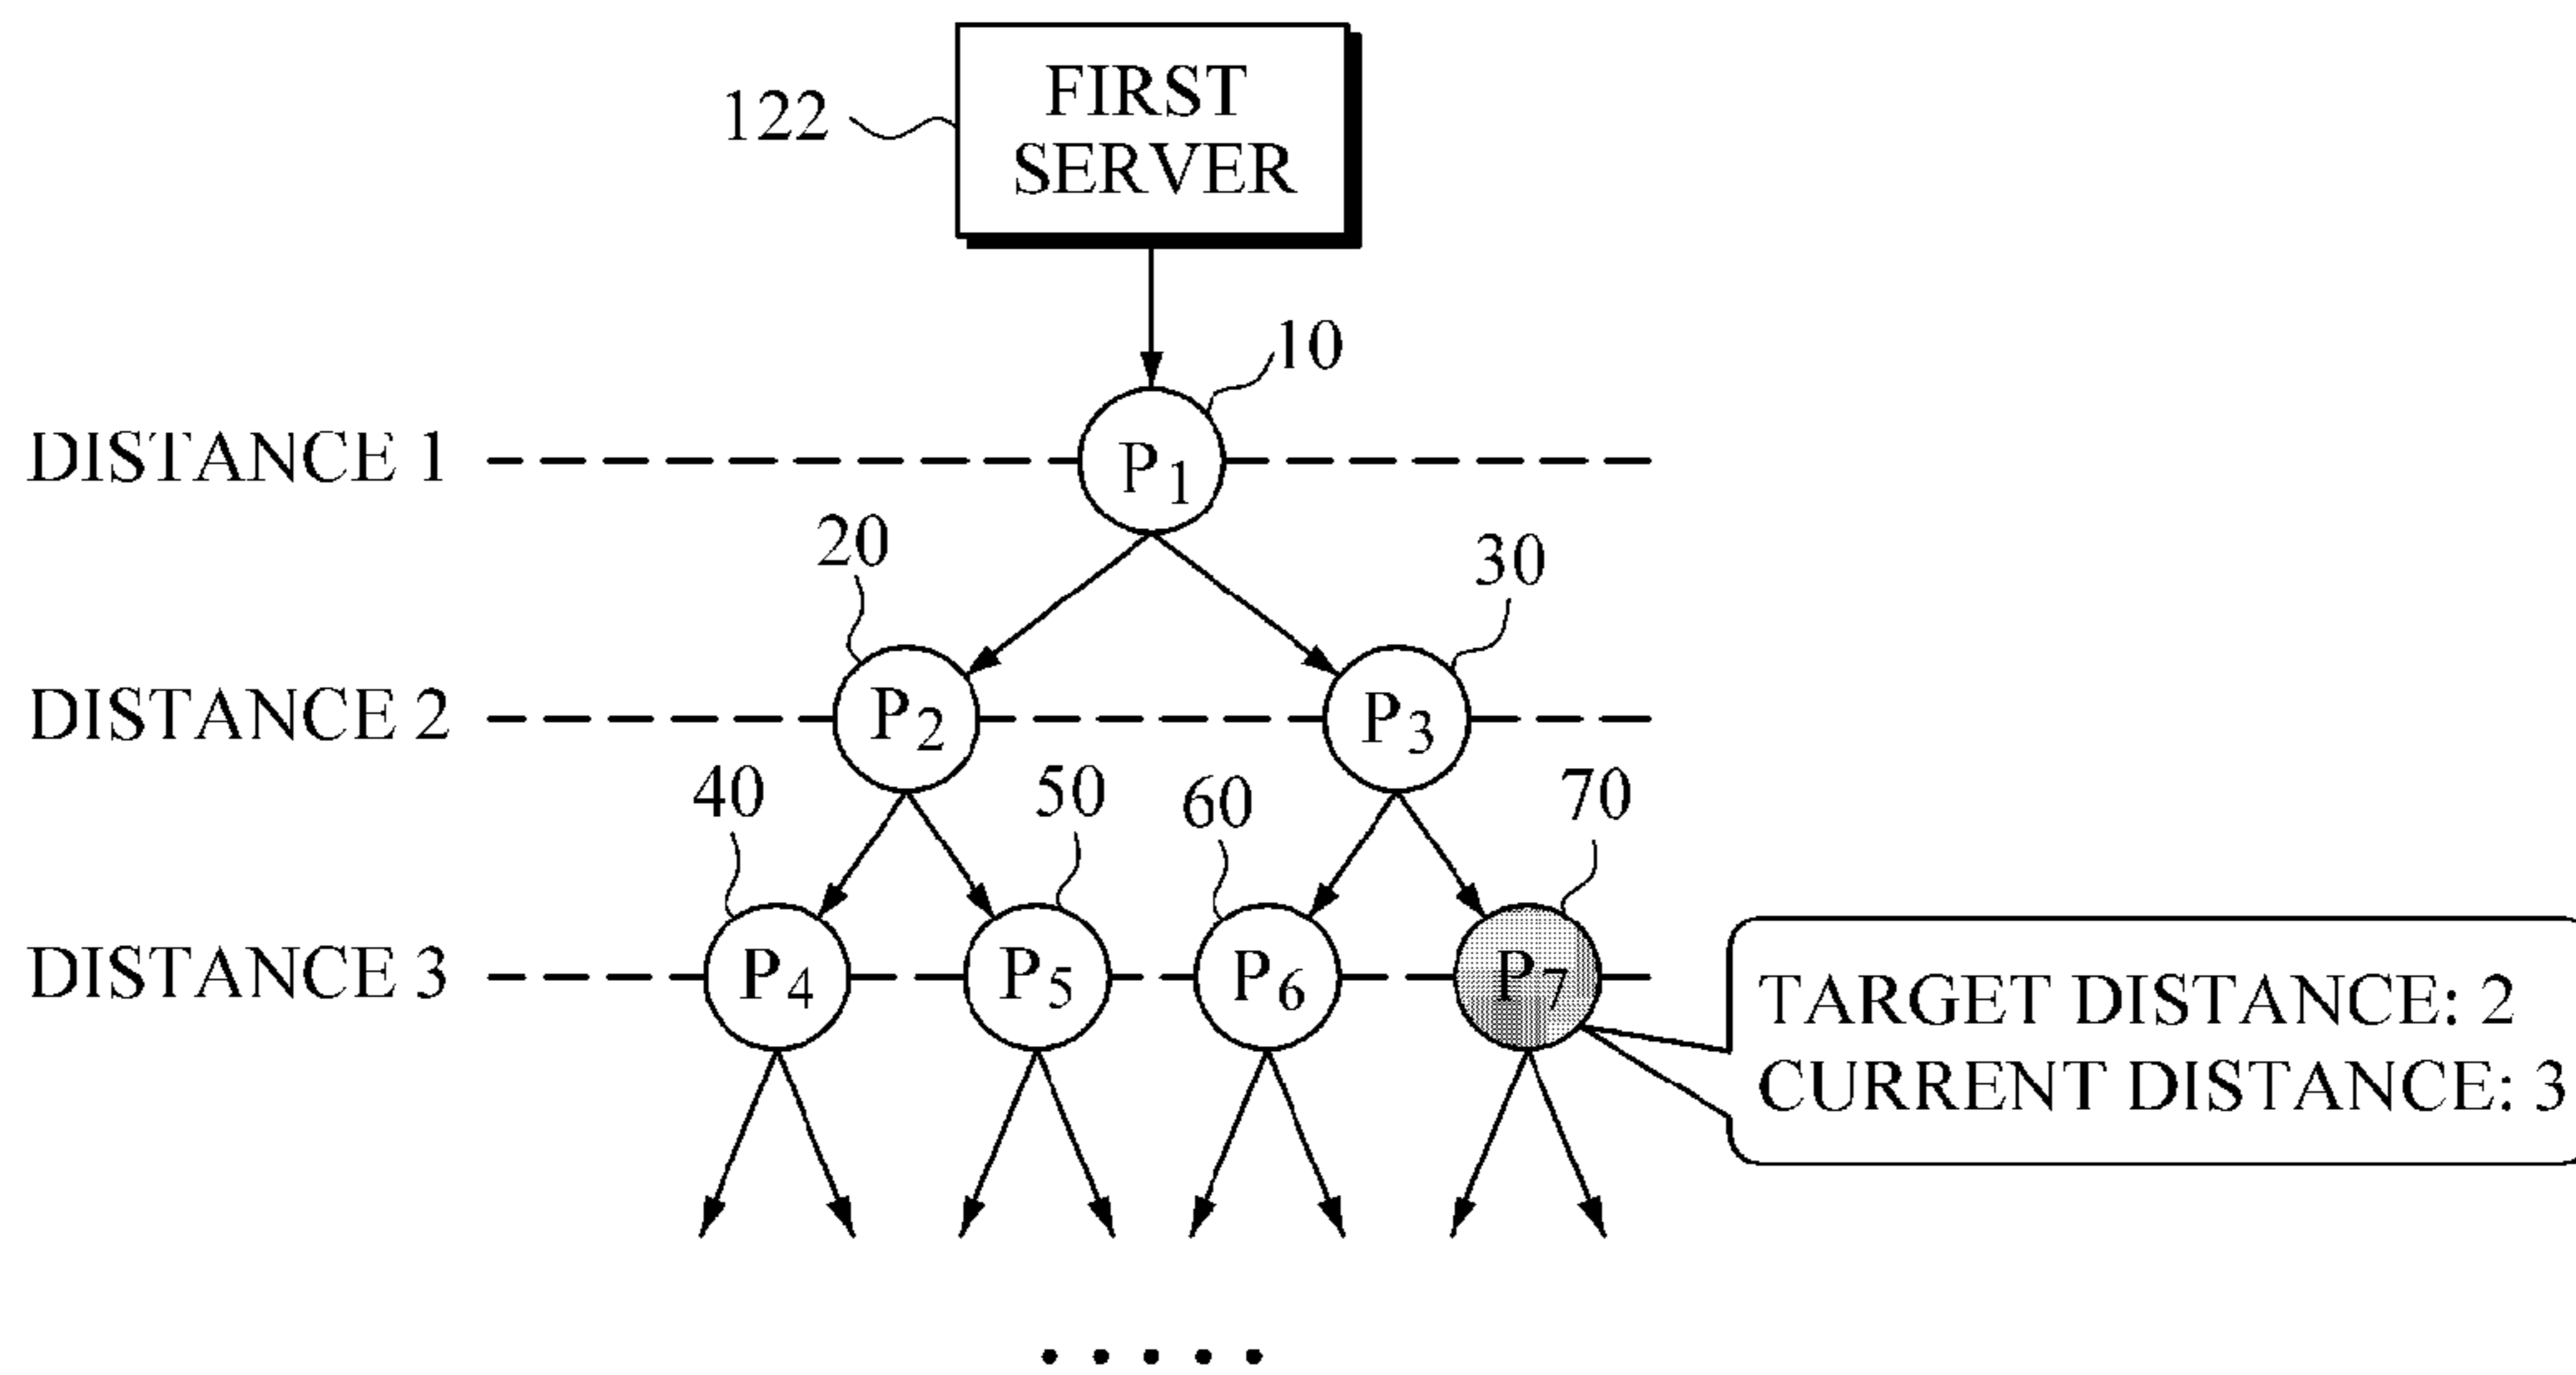 FIRST
SERVER
122
10
DISTANCE 1
P1
20
30
DISTANCE 2
P2
P3
40
50
60
70
DISTANCE 3
P4
P5
P6
P7
TARGET DISTANCE: 2
CURRENT DISTANCE: 3
.....